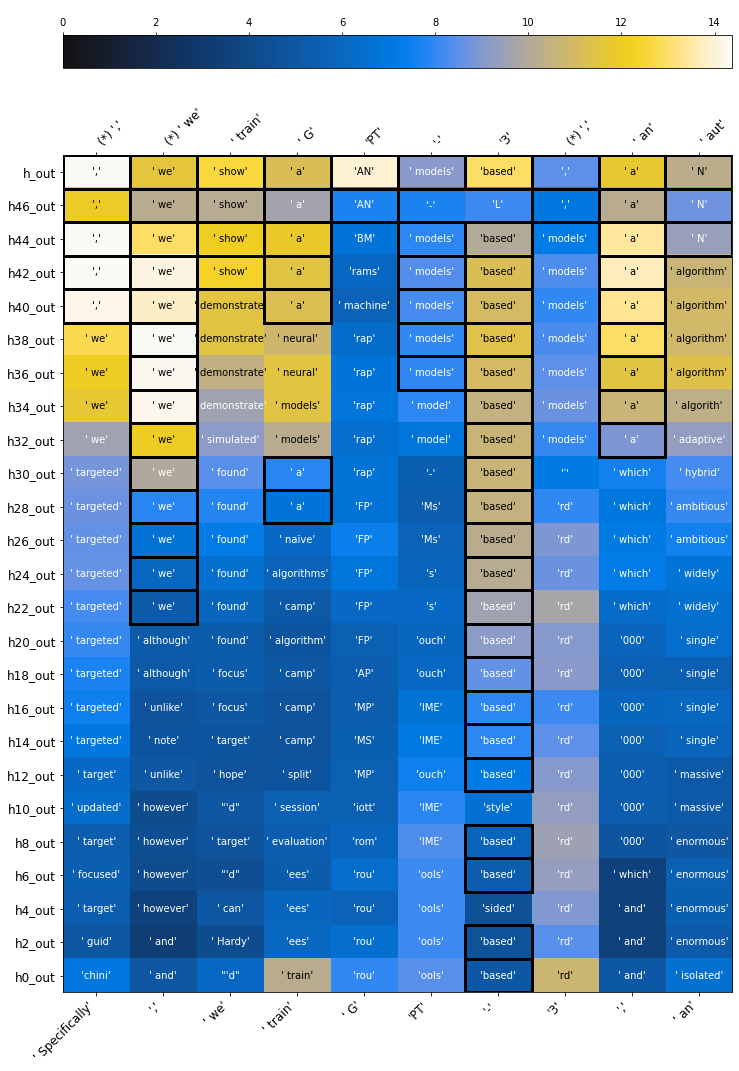 0 2 4 6 8 10 12 14
(*) ',' (*) ' we' ' train' ' G' 'PT' '-' '3' (*) ',' ' an' ' aut'
h_out ',' ' we' ' show' ' a' 'AN' ' models' 'based' ',' ' a' ' N'
h46_out ',' ' we' ' show' ' a' 'AN' '-' 'L' ',' ' a' ' N'
h44_out ',' ' we' ' show' ' a' 'BM' ' models' 'based' ' models' ' a' ' N'
h42_out ',' ' we' ' show' ' a' 'rams' ' models' 'based' ' models' ' a' ' algorithm'
h40_out ',' ' we' ' demonstrate' ' a' ' machine' ' models' 'based' ' models' ' a' ' algorithm'
h38_out ' we' ' we' ' demonstrate' ' neural' 'rap' ' models' 'based' ' models' ' a' ' algorithm'
h36_out ' we' ' we' ' demonstrate' ' neural' 'rap' ' models' 'based' ' models' ' a' ' algorithm'
h34_out ' we' ' we' ' demonstrate' ' models' 'rap' ' model' 'based' ' models' ' a' ' algorith'
h32_out ' we' ' we' ' simulated' ' models' 'rap' ' model' 'based' ' models' ' a' ' adaptive'
h30_out ' targeted' ' we' ' found' ' a' 'rap' '-' 'based' ' which' ' hybrid'
h28_out ' targeted' ' we' ' found' ' a' 'FP' 'Ms' 'based' 'rd' ' which' ' ambitious'
h26_out ' targeted' ' we' ' found' ' naive' 'FP' 'Ms' 'based' 'rd' ' which' ' ambitious'
h24_out ' targeted' ' we' ' found' ' algorithms' 'FP' 's' 'based' 'rd' ' which' ' widely'
h22_out ' targeted' ' we' ' found' ' camp' 'FP' 's' 'based' 'rd' ' which' ' widely'
h20_out ' targeted' ' although' ' found' ' algorithm' 'FP' 'ouch' 'based' 'rd' '000' ' single'
h18_out ' targeted' ' although' ' focus' ' camp' 'AP' 'ouch' 'based' 'rd' '000' ' single'
h16_out ' targeted' ' unlike' ' focus' ' camp' 'MP' 'IME' 'based' 'rd' '000' ' single'
h14_out ' targeted' ' note' ' target' ' camp' 'MS' 'IME' 'based' 'rd' '000' ' single'
h12_out ' target' ' unlike' ' hope' ' split' 'MP' 'ouch' 'based' 'rd' '000' ' massive'
h10_out ' updated' ' however' "'d" ' session' 'iott' 'IME' 'style' 'rd' '000' ' massive'
h8_out ' target' ' however' ' target' ' evaluation' 'rom' 'IME' 'based' 'rd' '000' ' enormous'
h6_out ' focused' ' however' "'d" 'ees' 'rou' 'ools' 'based' 'rd' ' which' ' enormous'
h4_out ' target' ' however' ' can' 'ees' 'rou' 'ools' 'sided' 'rd' ' and' ' enormous'
h2_out ' guid' ' and' ' Hardy' 'ees' 'rou' 'ools' 'based' 'rd' ' and' ' enormous'
h0_out 'chini' ' and' "'d" ' train' 'rou' 'ools' 'based' 'rd' ' and' ' isolated'
' Specifically' ',' ' we' ' train' ' G' 'PT' '-' '3' ',' ' an'